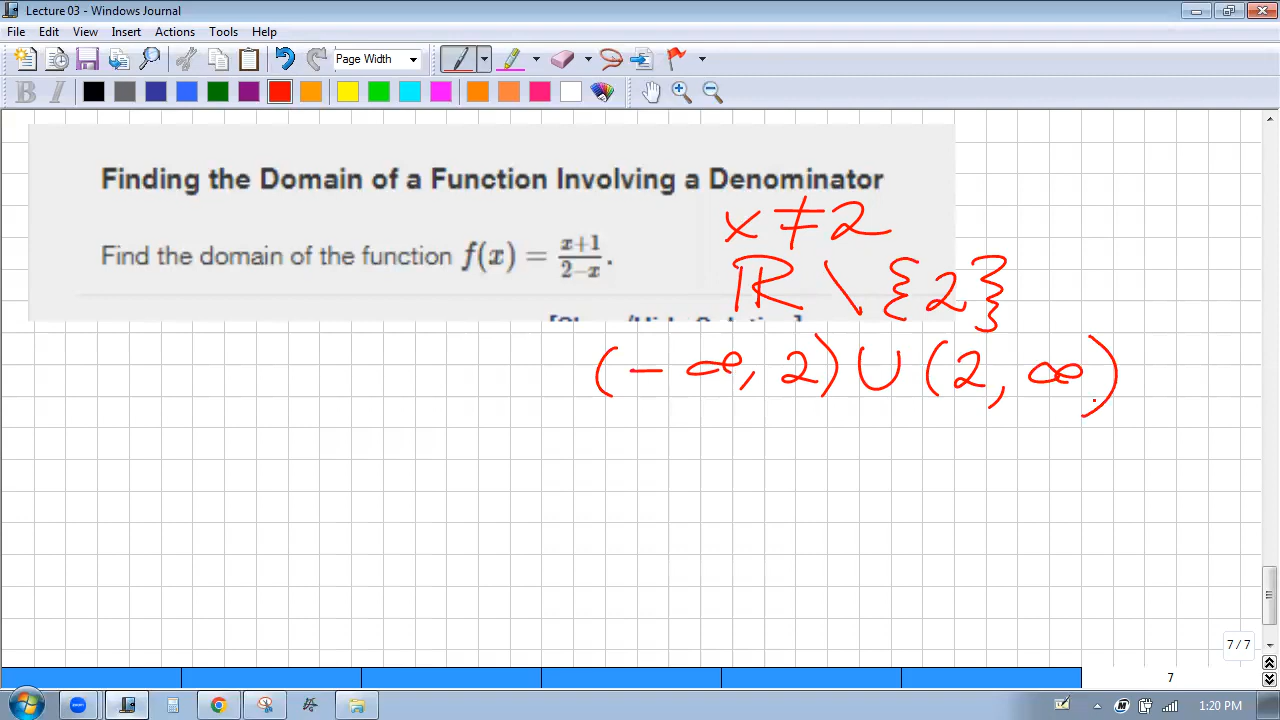 Lecture 03 - Windows Journal
File Edit View Insert Actions Tools Help
Page Width
B I
Finding the Domain of a Function Involving a Denominator
x ≠ 2
Find the domain of the function f(x) = \frac{x+1}{2-x}.
ℝ \ {2}
(-∞, 2) ∪ (2, ∞)
7 / 7
7
1:20 PM